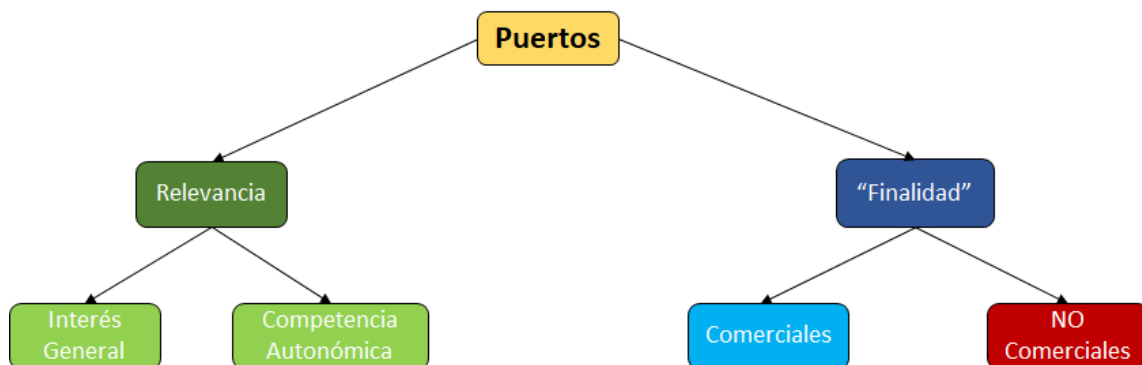 Puertos
Relevancia
“Finalidad”
Interés
General
Competencia
Autonómica
Comerciales
NO
Comerciales